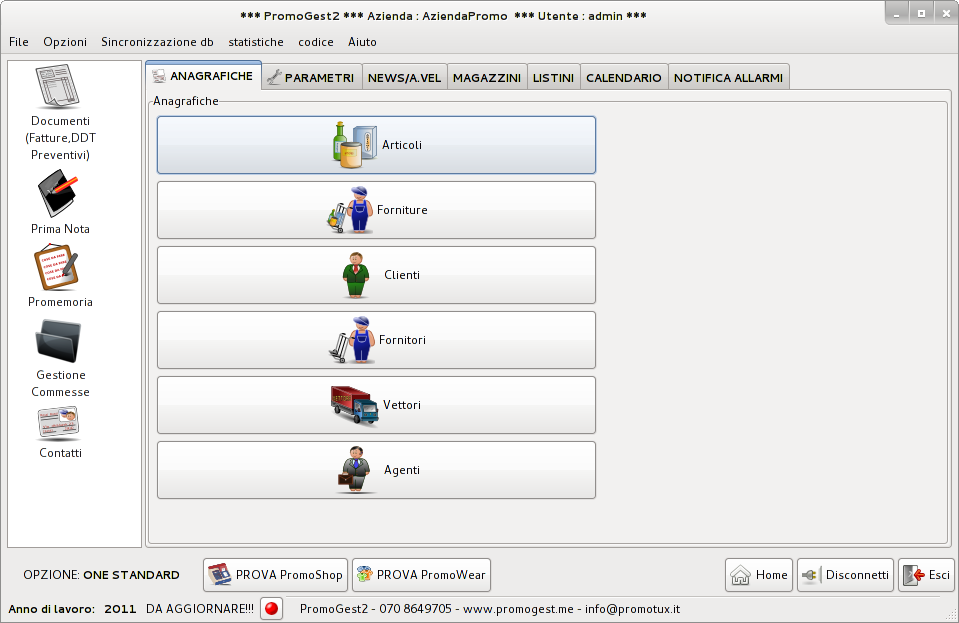 *** PromoGest2 *** Azienda : AziendaPromo *** Utente : admin ***
File Opzioni Sincronizzazione db statistiche codice Aiuto
Documenti
(Fatture,DDT
Preventivi)
Prima Nota
Promemoria
Gestione
Commesse
Contatti
ANAGRAFICHE PARAMETRI NEWS/A.VEL MAGAZZINI LISTINI CALENDARIO NOTIFICA ALLARMI
Anagrafiche
Articoli
Forniture
Clienti
Fornitori
Vettori
Agenti
OPZIONE: ONE STANDARD PROVA PromoShop PROVA PromoWear Home Disconnetti Esci
Anno di lavoro: 2011 DA AGGIORNARE!!! PromoGest2 - 070 8649705 - www.promogest.me - info@promotux.it